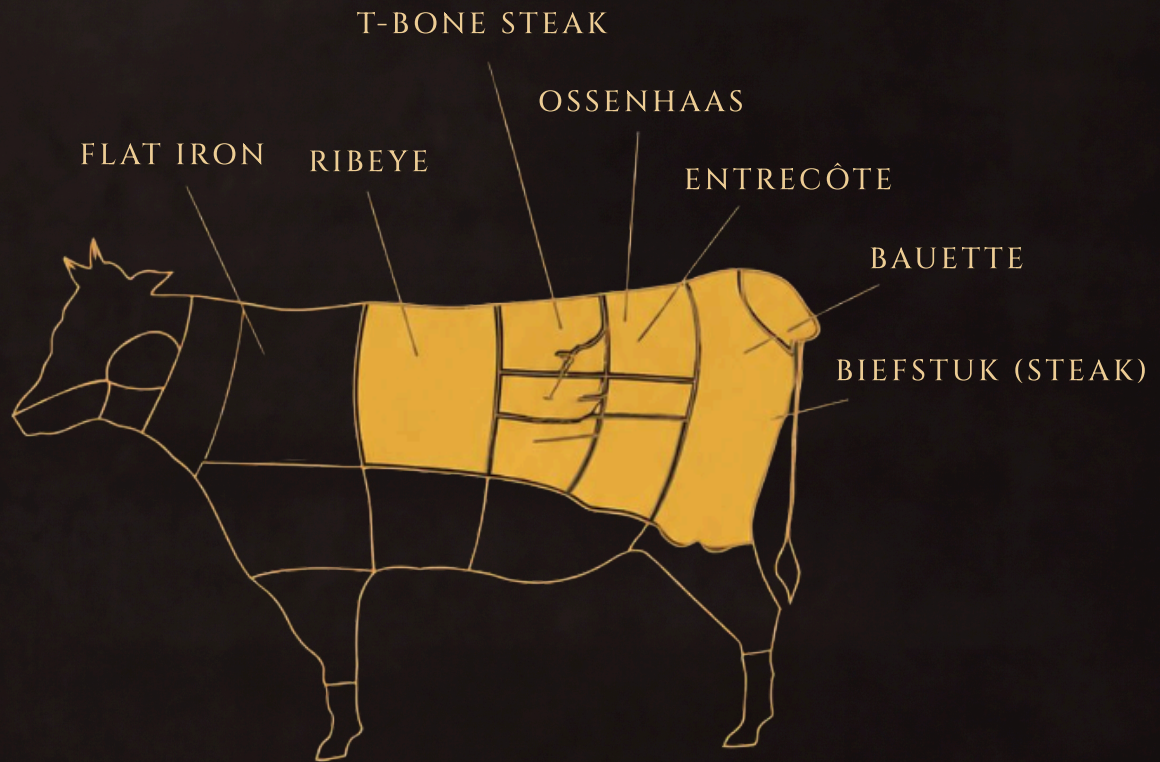 T-BONE STEAK
OSSENHAAS
FLAT IRON
RIBEYE
ENTRECÔTE
BAUETTE
BIEFSTUK (STEAK)